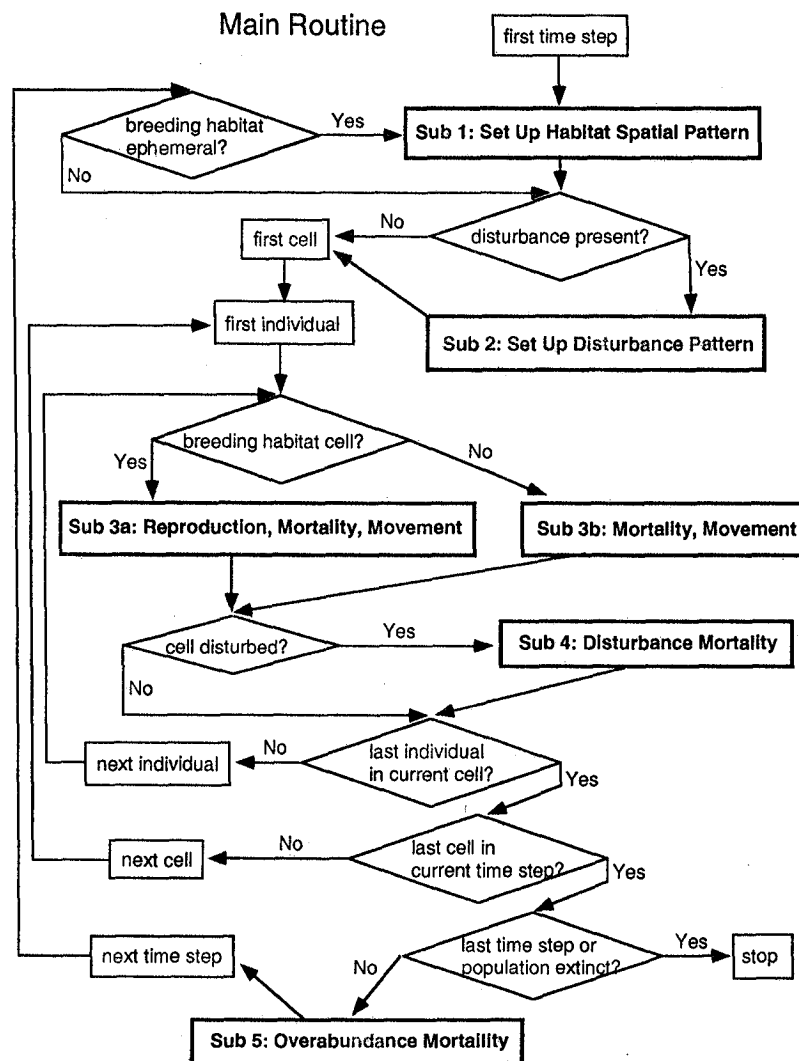 Main Routine
first time step
breeding habitat
ephemeral?
Yes
Sub 1: Set Up Habitat Spatial Pattern
No
No
disturbance present?
first cell
Yes
first individual
Sub 2: Set Up Disturbance Pattern
breeding habitat cell?
No
Yes
Sub 3a: Reproduction, Mortality, Movement
Sub 3b: Mortality, Movement
cell disturbed?
Yes
Sub 4: Disturbance Mortality
No
next individual
No
last individual
in current cell?
Yes
next cell
No
last cell in
current time step?
Yes
next time step
No
last time step or
population extinct?
Yes
stop
Sub 5: Overabundance Mortaility